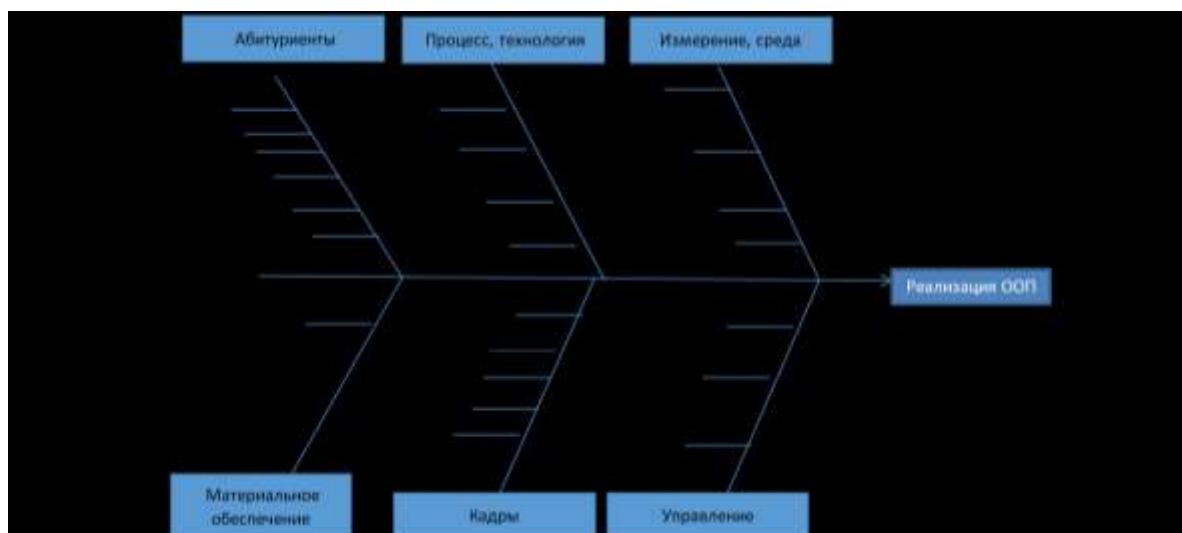 Абитуриенты
Процесс, технология
Измерение, среда
Реализация ООП
Материальное
обеспечение
Кадры
Управление